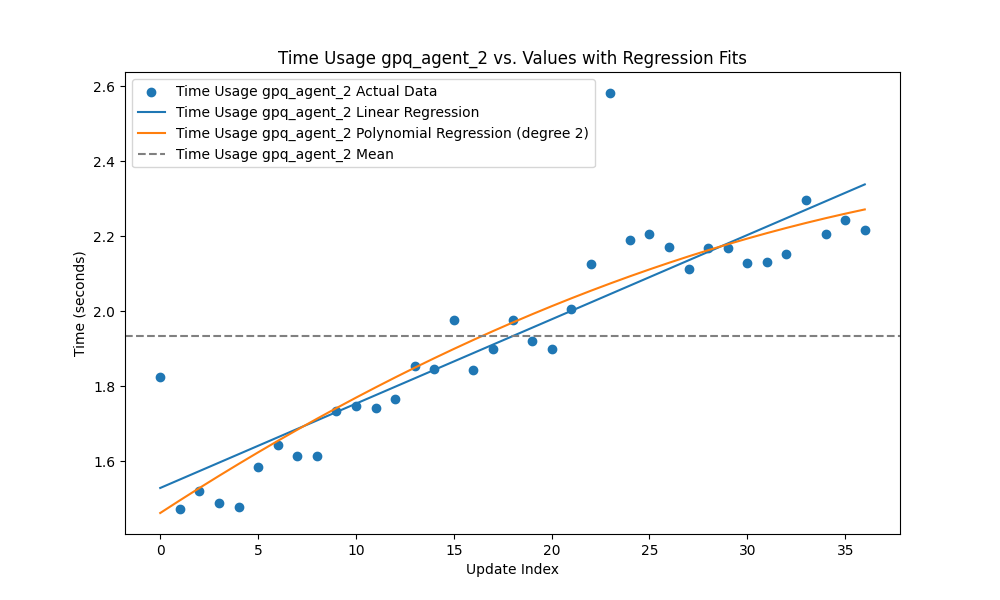 Time Usage gpq_agent_2 vs. Values with Regression Fits
Time Usage gpq_agent_2 Actual Data
Time Usage gpq_agent_2 Linear Regression
Time Usage gpq_agent_2 Polynomial Regression (degree 2)
Time Usage gpq_agent_2 Mean
Time (seconds)
2.6
2.4
2.2
2.0
1.8
1.6
0 5 10 15 20 25 30 35
Update Index